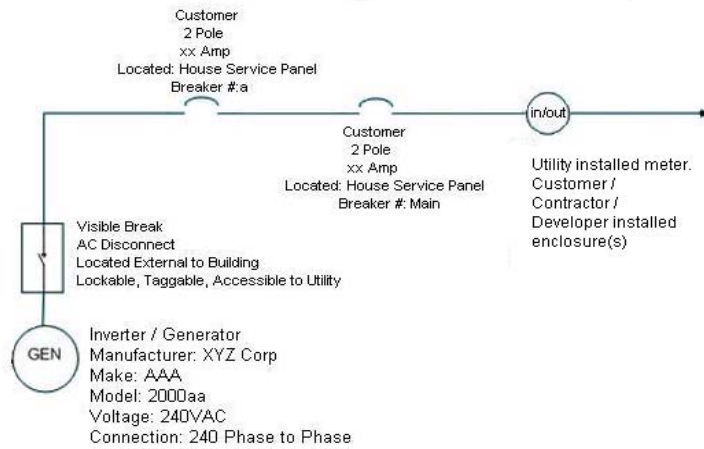 Customer
2 Pole
xx Amp
Located: House Service Panel
Breaker #:a
in/out
Customer
2 Pole
xx Amp
Located: House Service Panel
Breaker #: Main
Utility installed meter.
Customer /
Contractor /
Developer installed
enclosure(s)
Visible Break
AC Disconnect
Located External to Building
Lockable, Taggable, Accessible to Utility
GEN
Inverter / Generator
Manufacturer: XYZ Corp
Make: AAA
Model: 2000aa
Voltage: 240VAC
Connection: 240 Phase to Phase